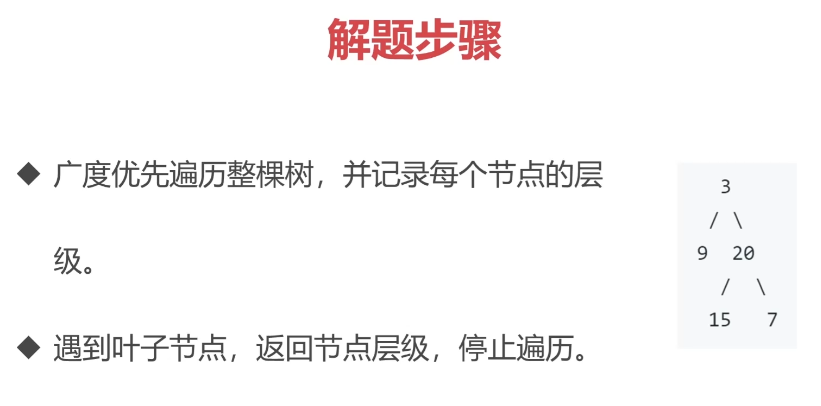 解题步骤
◆ 广度优先遍历整棵树，并记录每个节点的层
级。
◆ 遇到叶子节点，返回节点层级，停止遍历。
3
/ \
9 20
/ \
15 7